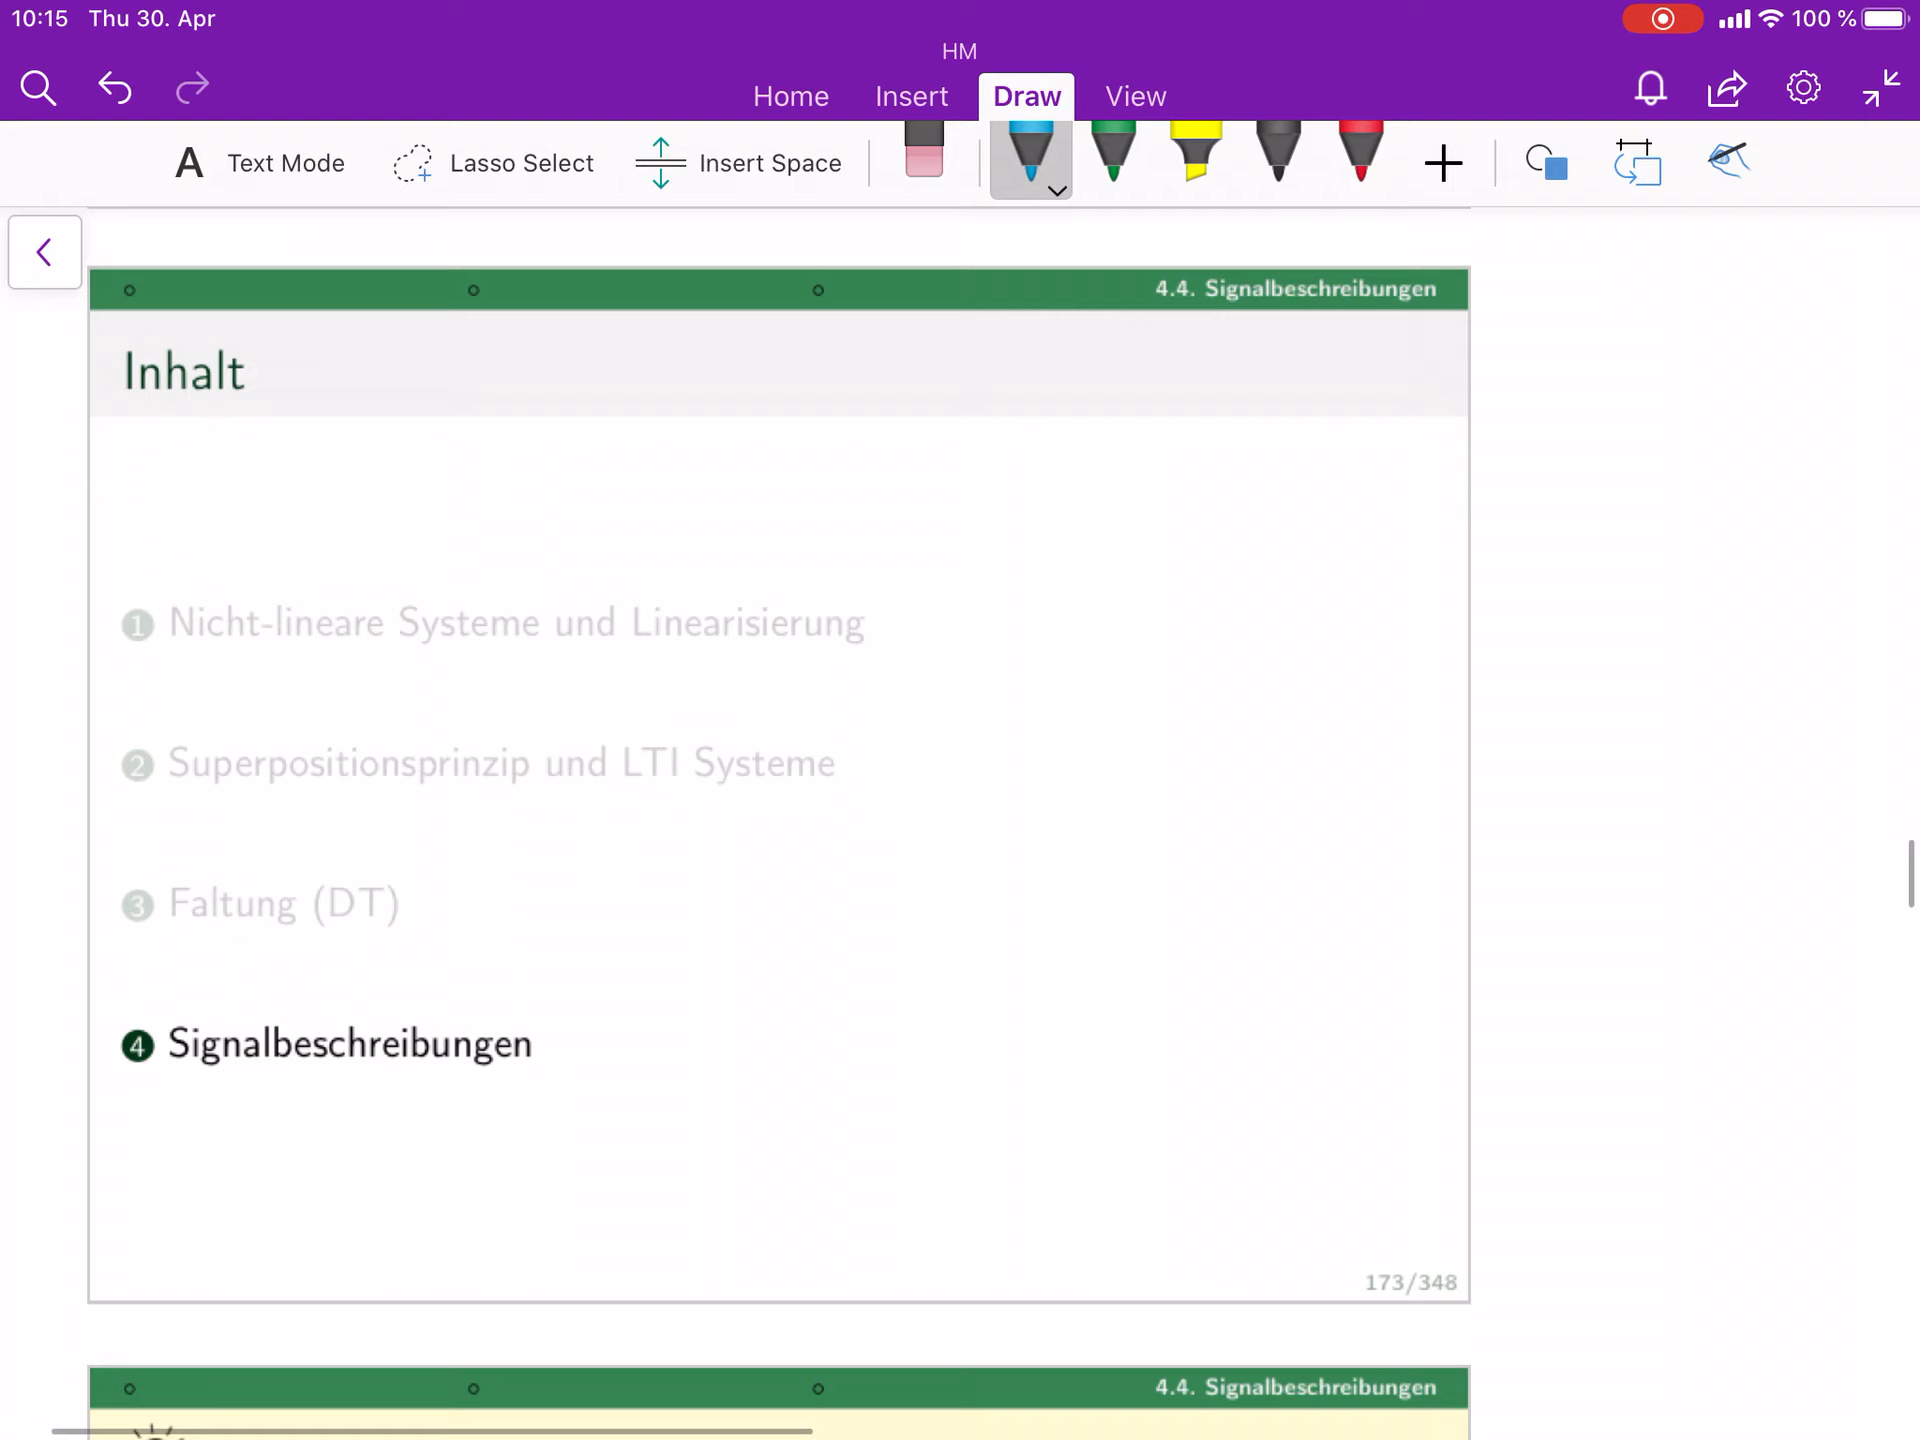 10:15 Thu 30. Apr
100 %
HM
Home Insert Draw View
A Text Mode Lasso Select Insert Space
4.4. Signalbeschreibungen
Inhalt
1 Nicht-lineare Systeme und Linearisierung
2 Superpositionsprinzip und LTI Systeme
3 Faltung (DT)
4 Signalbeschreibungen
173/348
4.4. Signalbeschreibungen